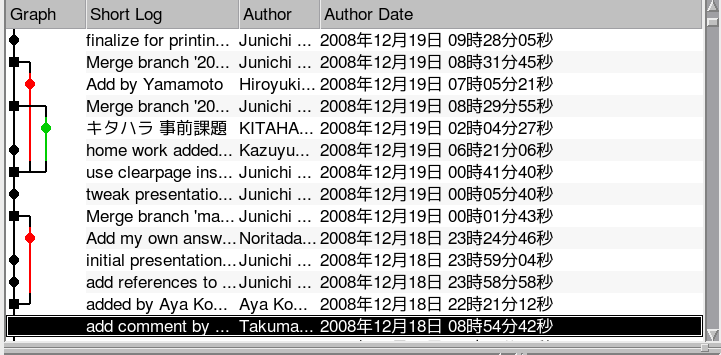 Graph Short Log Author Author Date
finalize for printin... Junichi ... 2008年12月19日 09時28分05秒
Merge branch '20... Junichi ... 2008年12月19日 08時31分45秒
Add by Yamamoto Hiroyuki... 2008年12月19日 07時05分21秒
Merge branch '20... Junichi ... 2008年12月19日 08時29分55秒
キタハラ 事前課題 KITAHA... 2008年12月19日 02時04分27秒
home work added... Kazuyu... 2008年12月19日 06時21分06秒
use clearpage ins... Junichi ... 2008年12月19日 00時41分40秒
tweak presentatio... Junichi ... 2008年12月19日 00時05分40秒
Merge branch 'ma... Junichi ... 2008年12月19日 00時01分43秒
Add my own answ... Noritada... 2008年12月18日 23時24分46秒
initial presentation... Junichi ... 2008年12月18日 23時59分04秒
add references to ... Junichi ... 2008年12月18日 23時58分58秒
added by Aya Ko... Aya Ko... 2008年12月18日 22時21分12秒
add comment by ... Takuma... 2008年12月18日 08時54分42秒